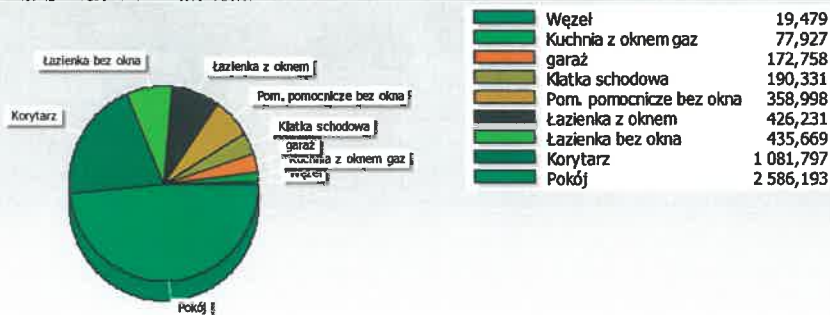 Łazienka bez okna
Łazienka z oknem
Korytarz
Pom. pomocnicze bez okna
Klatka schodowa
garaż
Kuchnia z oknem gaz
Węzeł
Pokój
Węzeł 19,479
Kuchnia z oknem gaz 77,927
garaż 172,758
Klatka schodowa 190,331
Pom. pomocnicze bez okna 358,998
Łazienka z oknem 426,231
Łazienka bez okna 435,669
Korytarz 1 081,797
Pokój 2 586,193